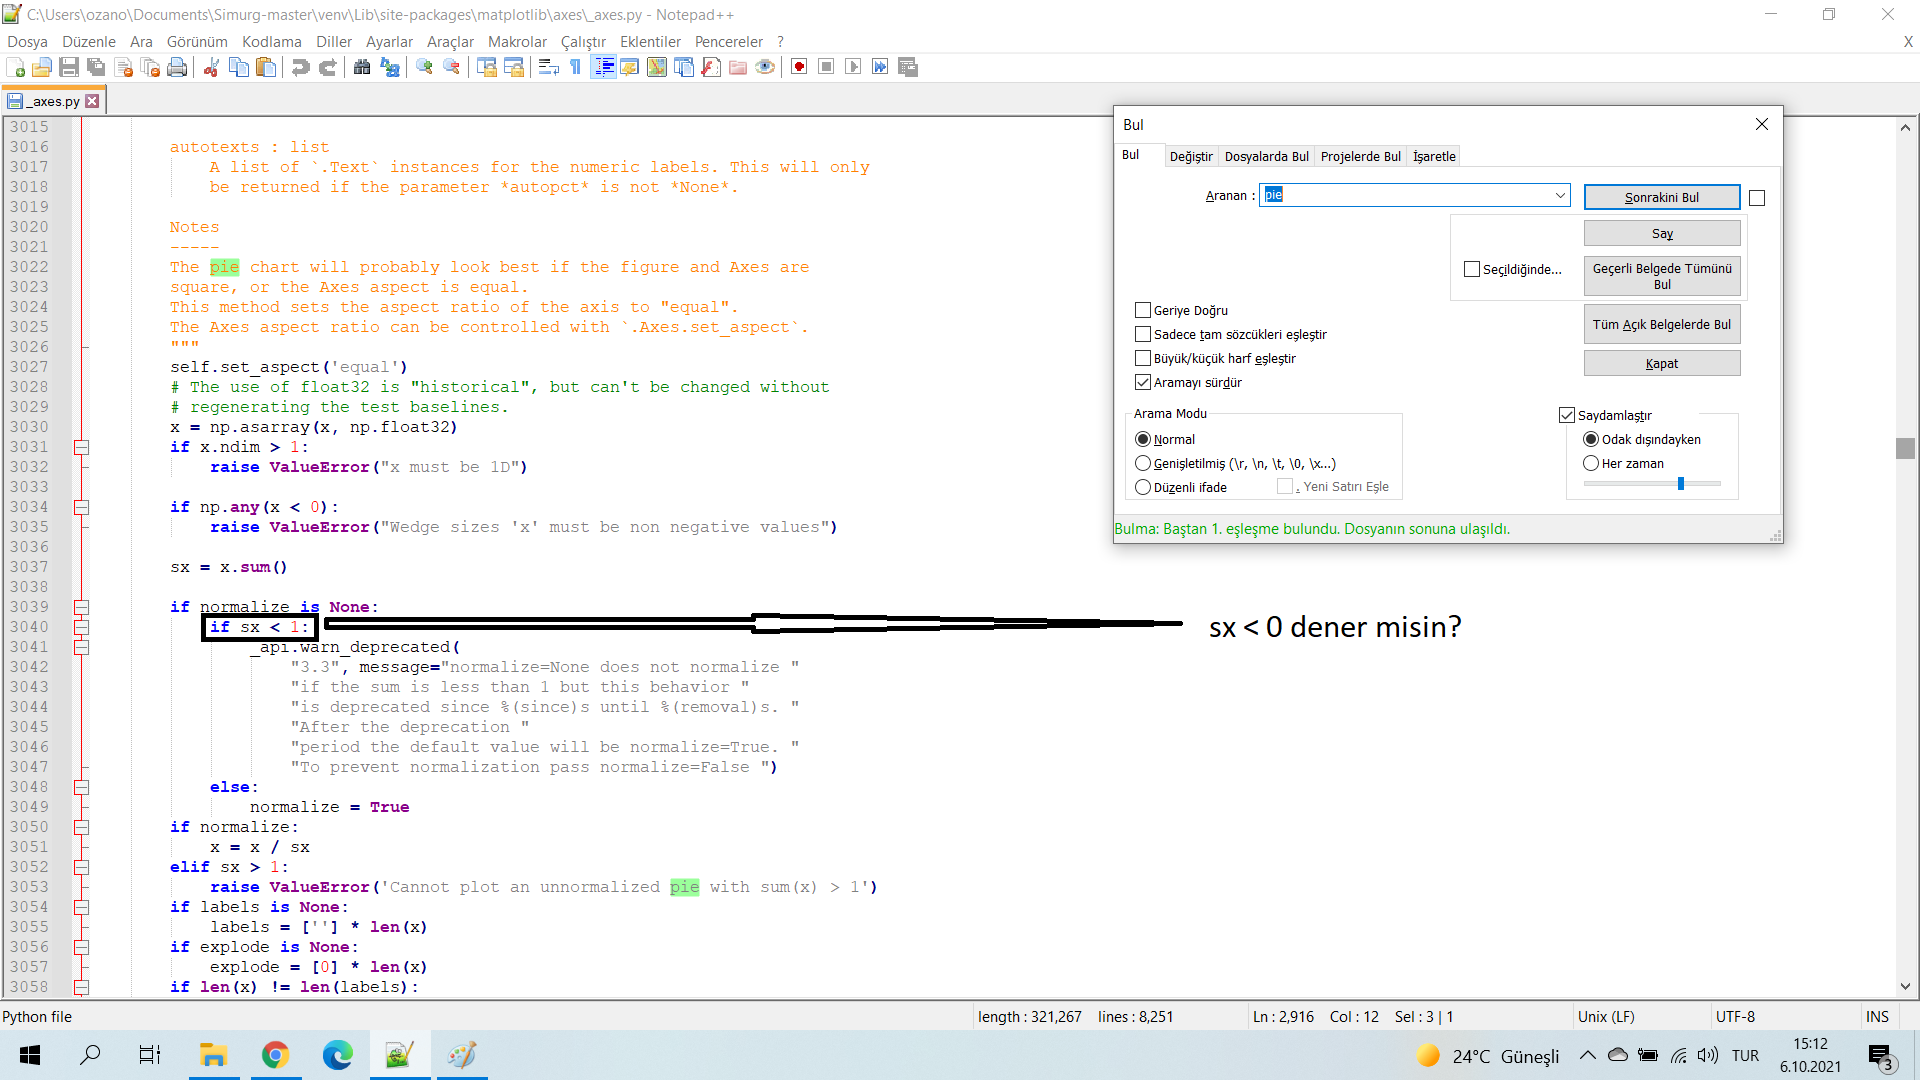 C:\Users\ozano\Documents\Simurg-master\venv\Lib\site-packages\matplotlib\axes\_axes.py - Notepad++
Dosya Düzenle Ara Görünüm Kodlama Diller Ayarlar Araçlar Makrolar Çalıştır Eklentiler Pencereler ? X
_axes.py
3015
3016 autotexts : list
3017 A list of `.Text` instances for the numeric labels. This will only
3018 be returned if the parameter *autopct* is not *None*.
3019
3020 Notes
3021 -----
3022 The pie chart will probably look best if the figure and Axes are
3023 square, or the Axes aspect is equal.
3024 This method sets the aspect ratio of the axis to "equal".
3025 The Axes aspect ratio can be controlled with `.Axes.set_aspect`.
3026 """
3027 self.set_aspect('equal')
3028 # The use of float32 is "historical", but can't be changed without
3029 # regenerating the test baselines.
3030 x = np.asarray(x, np.float32)
3031 if x.ndim > 1:
3032 raise ValueError("x must be 1D")
3033
3034 if np.any(x < 0):
3035 raise ValueError("Wedge sizes 'x' must be non negative values")
3036
3037 sx = x.sum()
3038
3039 if normalize is None:
3040 if sx < 1:
3041 _api.warn_deprecated(
3042 "3.3", message="normalize=None does not normalize "
3043 "if the sum is less than 1 but this behavior "
3044 "is deprecated since %(since)s until %(removal)s. "
3045 "After the deprecation "
3046 "period the default value will be normalize=True. "
3047 "To prevent normalization pass normalize=False ")
3048 else:
3049 normalize = True
3050 if normalize:
3051 x = x / sx
3052 elif sx > 1:
3053 raise ValueError('Cannot plot an unnormalized pie with sum(x) > 1')
3054 if labels is None:
3055 labels = [''] * len(x)
3056 if explode is None:
3057 explode = [0] * len(x)
3058 if len(x) != len(labels):
sx < 0 dener misin?
Bul
Bul Değiştir Dosyalarda Bul Projelerde Bul İşaretle
Aranan : pie Sonrakini Bul
Say
Seçildiğinde... Geçerli Belgede Tümünü
Bul
Geriye Doğru
Tüm Açık Belgelerde Bul
Sadece tam sözcükleri eşleştir
Büyük/küçük harf eşleştir
Kapat
Aramayı sürdür
Arama Modu
Saydamlaştır
Normal
Odak dışındayken
Genişletilmiş (\r, \n, \t, \0, \x...)
Her zaman
Düzenli ifade . Yeni Satırı Eşle
Bulma: Baştan 1. eşleşme bulundu. Dosyanın sonuna ulaşıldı.
Python file length : 321,267 lines : 8,251 Ln : 2,916 Col : 12 Sel : 3 | 1 Unix (LF) UTF-8 INS
24°C Güneşli TUR
15:12
6.10.2021
3